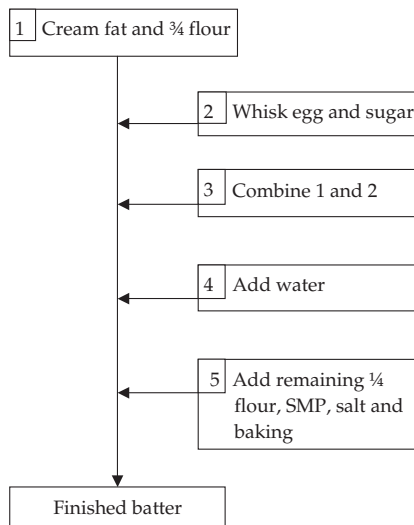 1 Cream fat and ¾ flour
2 Whisk egg and sugar
3 Combine 1 and 2
4 Add water
5 Add remaining ¼
flour, SMP, salt and
baking
Finished batter